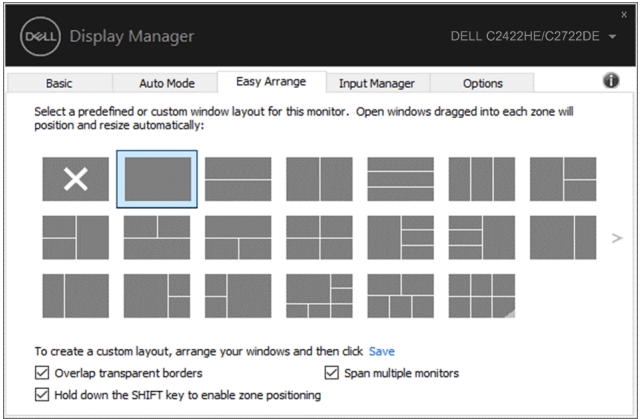 x
DELL Display Manager
DELL C2422HE/C2722DE
Basic
Auto Mode
Easy Arrange
Input Manager
Options
i
Select a predefined or custom window layout for this monitor. Open windows dragged into each zone will
position and resize automatically:
>
To create a custom layout, arrange your windows and then click Save
Overlap transparent borders
Span multiple monitors
Hold down the SHIFT key to enable zone positioning